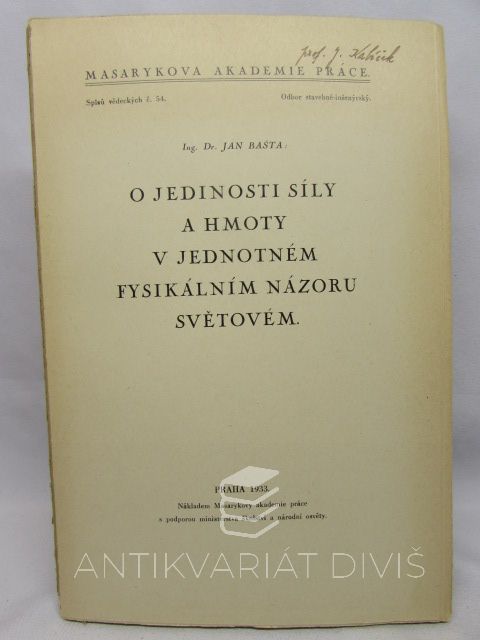 prof. J.
MASARYKOVA AKADEMIE PRÁCE.
Spisů vědeckých č. 54. Odbor stavebně-inženýrský.
Ing. Dr. JAN BAŠTA:
O JEDINOSTI SÍLY
A HMOTY
V JEDNOTNÉM
FYSIKÁLNÍM NÁZORU
SVĚTOVÉM.
PRAHA 1933.
Nákladem Masarykovy akademie práce
s podporou ministerstva školství a národní osvěty.
ANTIKVARIÁT DIVIŠ